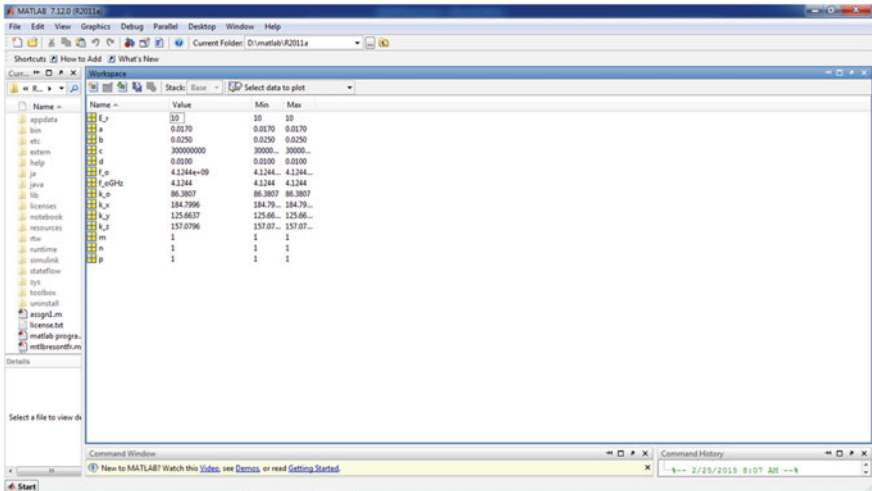 MATLAB 7.12.0 (R2011a)
File Edit View Graphics Debug Parallel Desktop Window Help
Current Folder: D:\matlab\R2011a
Shortcuts How to Add What's New
Curr... Workspace
« R... Stack: Base Select data to plot
Name
appdata
bin
etc
extern
help
ja
java
lib
licenses
notebook
resources
rtw
runtime
simulink
stateflow
sys
toolbox
uninstall
assgn1.m
license.txt
matlab progra..
mtlbresontfr.m
Details
Select a file to view de
Name Value Min Max
E_r 10 10 10
a 0.0170 0.0170 0.0170
b 0.0250 0.0250 0.0250
c 300000000 30000... 30000...
d 0.0100 0.0100 0.0100
f_o 4.1244e+09 4.1244... 4.1244...
f_oGHz 4.1244 4.1244 4.1244
k_o 86.3807 86.3807 86.3807
k_x 184.7996 184.79... 184.79...
k_y 125.6637 125.66... 125.66...
k_z 157.0796 157.07... 157.07...
m 1 1 1
n 1 1 1
p 1 1 1
Command Window
New to MATLAB? Watch this Video, see Demos, or read Getting Started.
Command History
%-- 2/25/2015 8:07 AM --%
Start